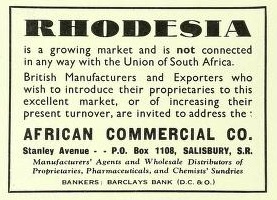 RHODESIA
is a growing market and is not connected
in any way with the Union of South Africa.
British Manufacturers and Exporters who
wish to introduce their proprietaries to this
excellent market, or of increasing their
present turnover, are invited to address the :
AFRICAN COMMERCIAL CO.
Stanley Avenue - - P.O. Box 1108, SALISBURY, S.R.
Manufacturers' Agents and Wholesale Distributors of
Proprietaries, Pharmaceuticals, and Chemists' Sundries
BANKERS: BARCLAYS BANK (D.C. & O.)